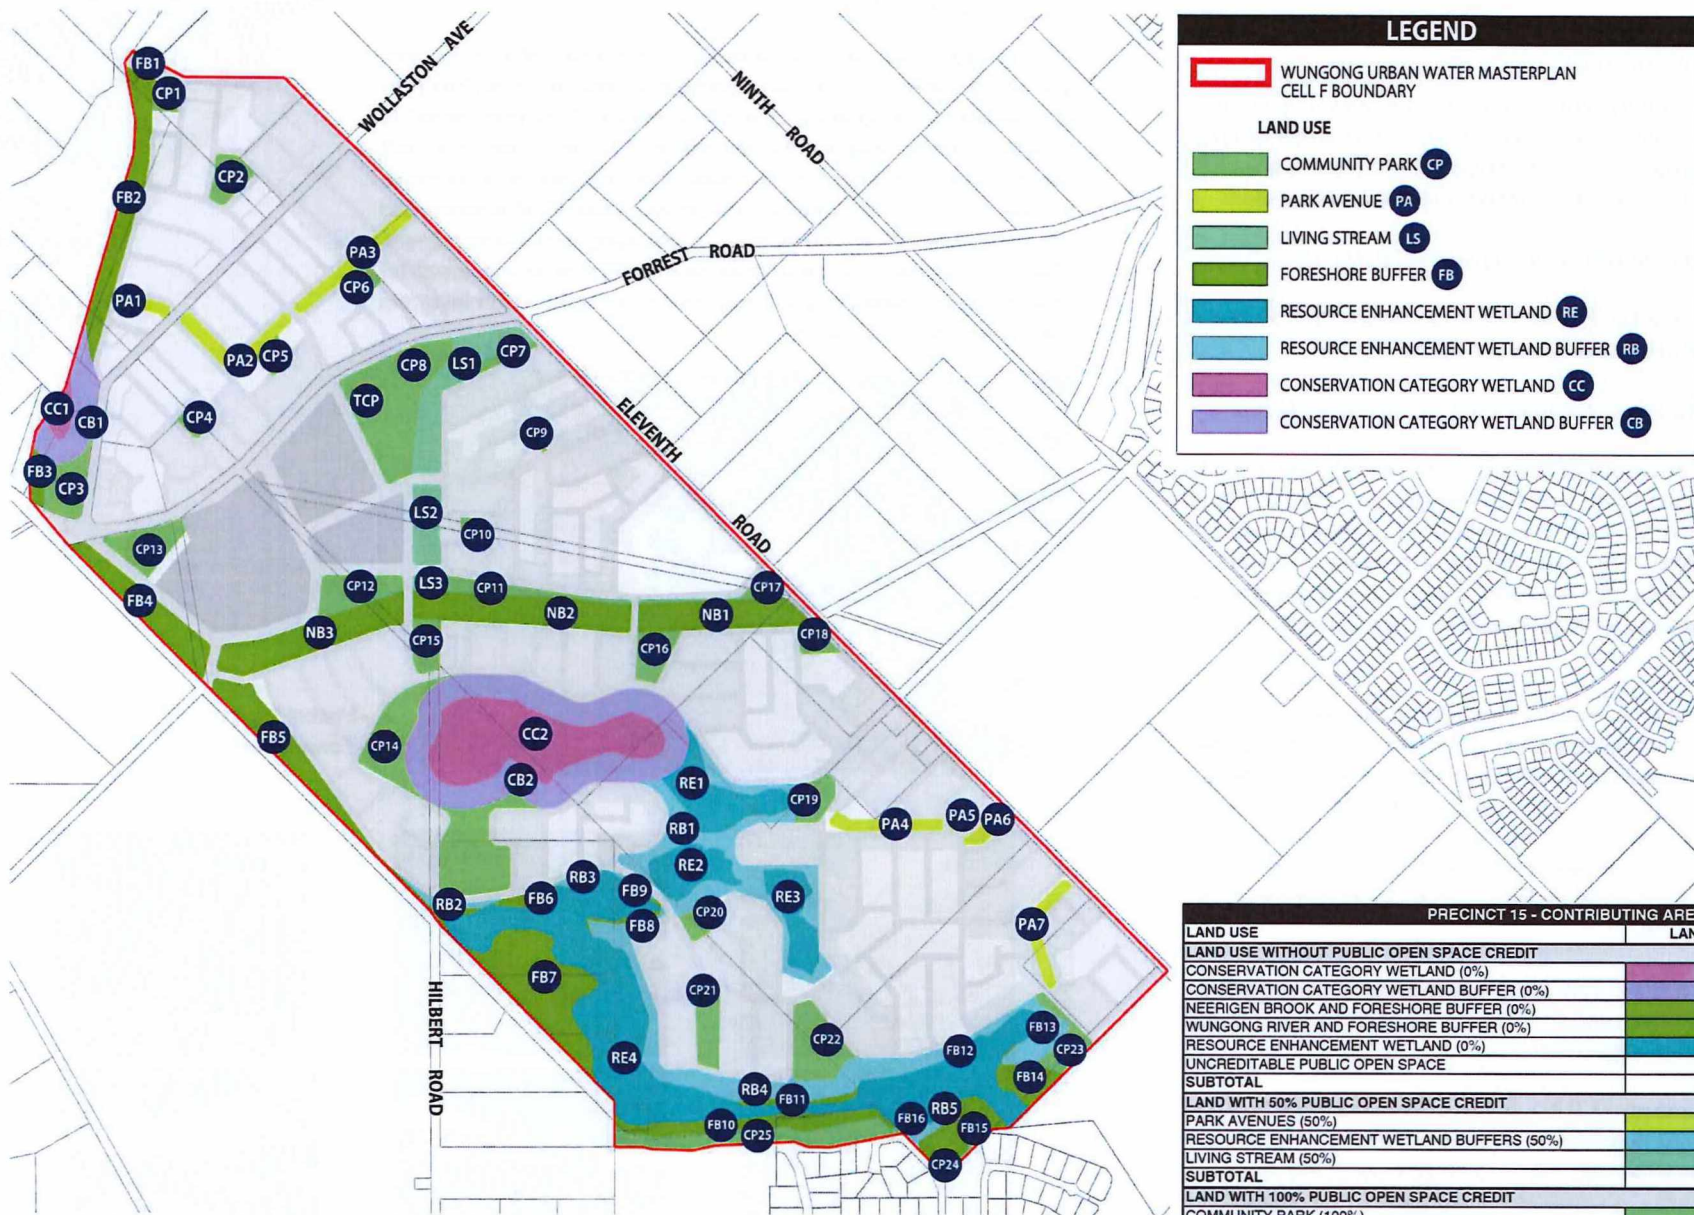 LEGEND
WUNGONG URBAN WATER MASTERPLAN
CELL F BOUNDARY
LAND USE
COMMUNITY PARK CP
PARK AVENUE PA
LIVING STREAM LS
FORESHORE BUFFER FB
RESOURCE ENHANCEMENT WETLAND RE
RESOURCE ENHANCEMENT WETLAND BUFFER RB
CONSERVATION CATEGORY WETLAND CC
CONSERVATION CATEGORY WETLAND BUFFER CB
WOLLASTON AVE
NINTH ROAD
FORREST ROAD
ELEVENTH ROAD
HILBERT ROAD
FB1
CP1
CP2
FB2
PA3
CP6
PA1
PA2
CP5
CP8
LS1
CP7
TCP
CC1
CB1
CP4
CP9
FB3
CP3
LS2
CP10
CP13
CP12
LS3
CP11
CP17
FB4
NB3
NB2
NB1
CP15
CP16
CP18
FB5
CP14
CC2
CB2
RE1
CP19
RB1
PA4
PA5
PA6
RE2
RB3
FB9
RE3
RB2
FB6
FB8
CP20
PA7
FB7
CP21
RE4
CP22
FB12
FB13
CP23
FB14
RB4
FB11
FB16
RB5
FB10
CP25
FB15
CP24
PRECINCT 15 - CONTRIBUTING ARE
LAND USE LAN
LAND USE WITHOUT PUBLIC OPEN SPACE CREDIT
CONSERVATION CATEGORY WETLAND (0%)
CONSERVATION CATEGORY WETLAND BUFFER (0%)
NEERIGEN BROOK AND FORESHORE BUFFER (0%)
WUNGONG RIVER AND FORESHORE BUFFER (0%)
RESOURCE ENHANCEMENT WETLAND (0%)
UNCREDITABLE PUBLIC OPEN SPACE
SUBTOTAL
LAND WITH 50% PUBLIC OPEN SPACE CREDIT
PARK AVENUES (50%)
RESOURCE ENHANCEMENT WETLAND BUFFERS (50%)
LIVING STREAM (50%)
SUBTOTAL
LAND WITH 100% PUBLIC OPEN SPACE CREDIT
COMMUNITY PARK (100%)